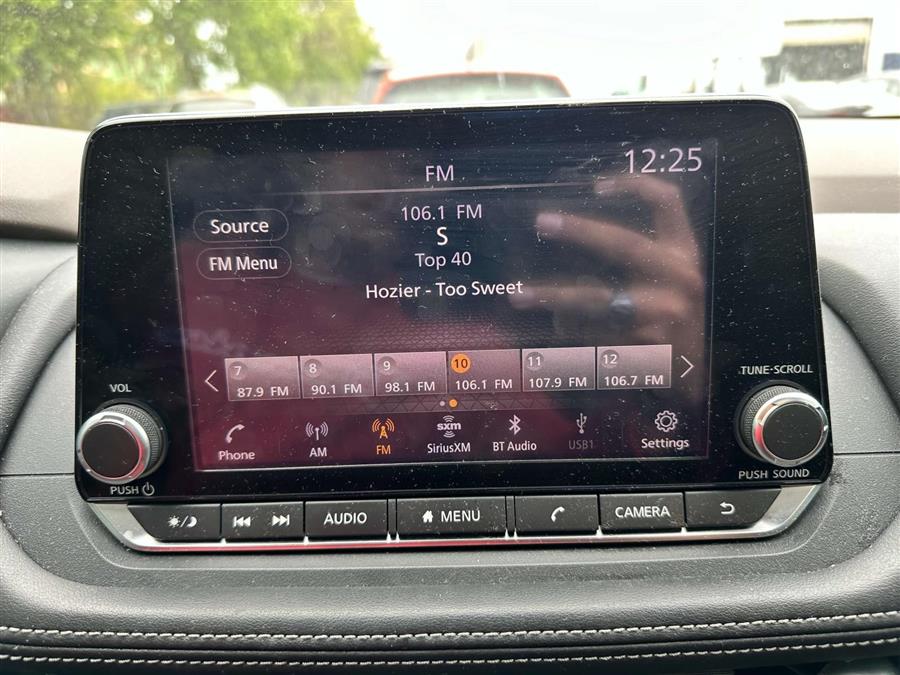 FM
12:25
Source
106.1 FM
S
FM Menu
Top 40
Hozier - Too Sweet
7
87.9 FM
8
90.1 FM
9
98.1 FM
10
106.1 FM
11
107.9 FM
12
106.7 FM
VOL
TUNE·SCROLL
Phone
AM
FM
sxm
SiriusXM
BT Audio
USB1
Settings
PUSH
PUSH SOUND
AUDIO
MENU
CAMERA